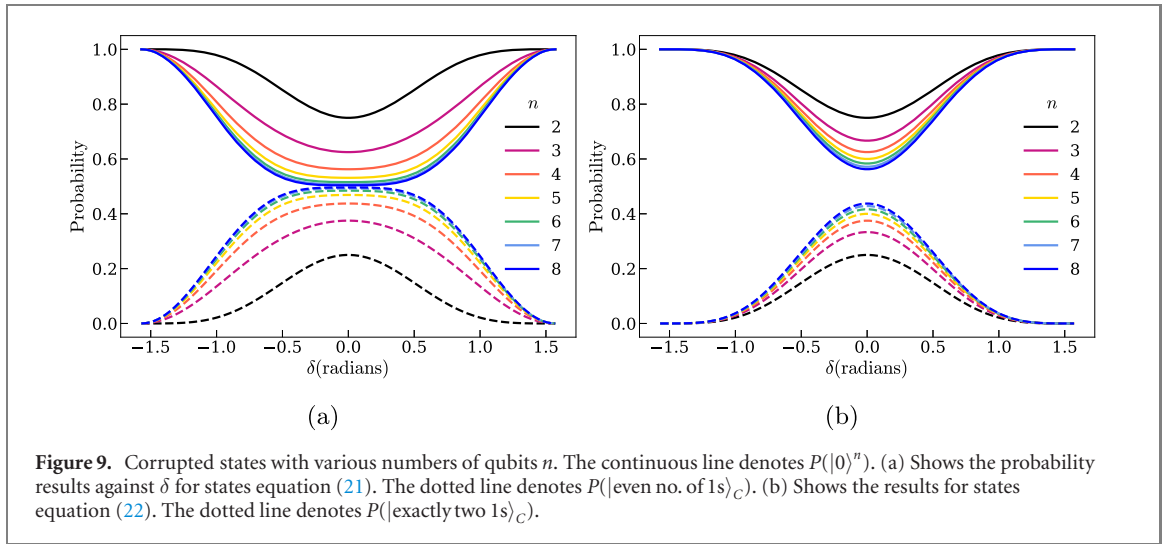 1.0
0.8
0.6
0.4
0.2
0.0
Probability
−1.5 −1.0 −0.5 0.0 0.5 1.0 1.5
δ(radians)
n
2
3
4
5
6
7
8
(a)
1.0
0.8
0.6
0.4
0.2
0.0
Probability
−1.5 −1.0 −0.5 0.0 0.5 1.0 1.5
δ(radians)
n
2
3
4
5
6
7
8
(b)
Figure 9. Corrupted states with various numbers of qubits n. The continuous line denotes P(|0⟩ⁿ). (a) Shows the probability
results against δ for states equation (21). The dotted line denotes P(|even no. of 1s⟩_C). (b) Shows the results for states
equation (22). The dotted line denotes P(|exactly two 1s⟩_C).